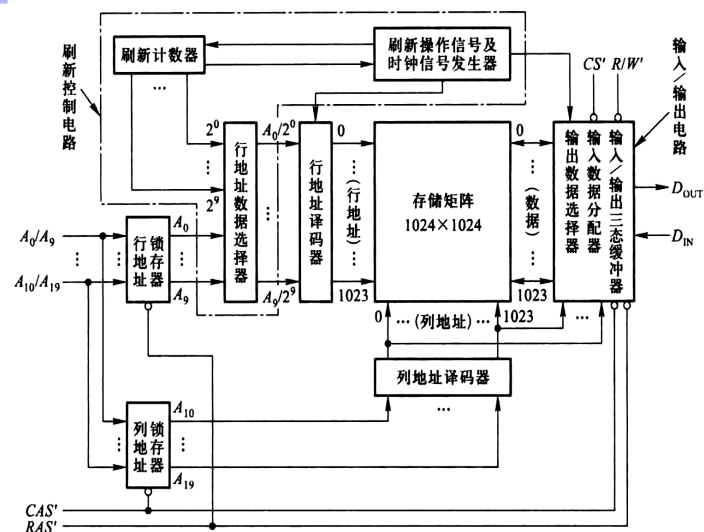 刷新控制电路
刷新计数器
刷新操作信号及
时钟信号发生器
CS' R/W'
输入/输出电路
...
2⁰
⋮
2⁹
行地址数据选择器
A₀/2⁰
⋮
A₉/2⁹
行地址译码器
0
⋮(行地址)⋮
1023
存储矩阵
1024×1024
0
⋮(数据)⋮
1023
输出数据选择器
输入数据分配器
输入/输出三态缓冲器
D_OUT
D_IN
A₀/A₉
⋮
A₁₀/A₁₉
行地址
锁存器
A₀
⋮
A₉
0 ...(列地址)... 1023
...
列地址译码器
...
列地址
锁存器
A₁₀
⋮
A₁₉
CAS'
RAS'